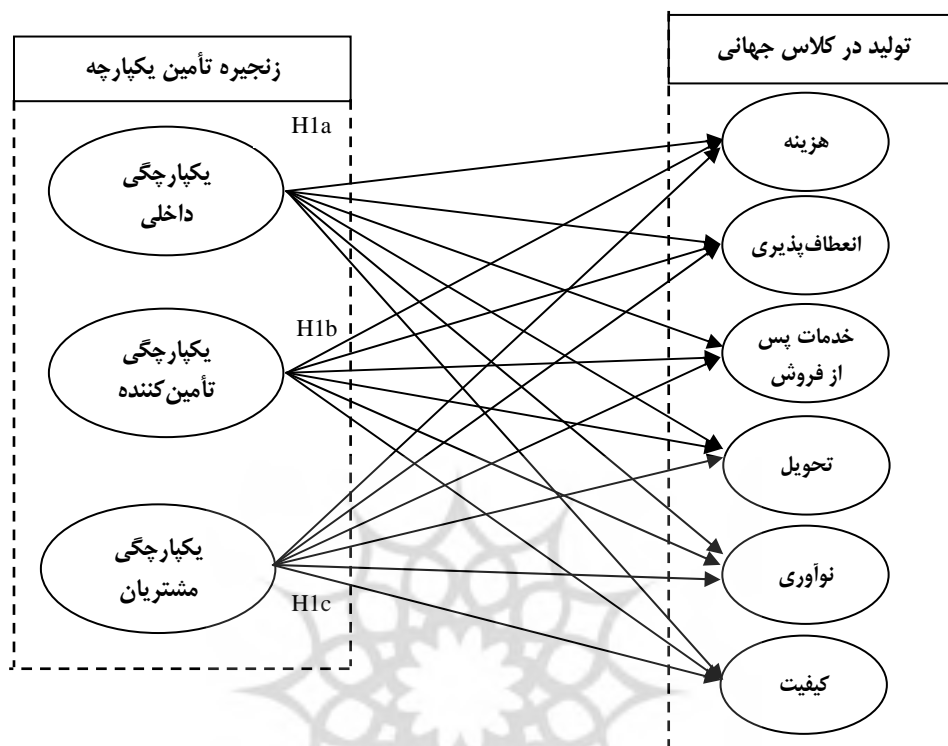 تولید در کلاس جهانی
هزینه
انعطاف‌پذیری
خدمات پس
از فروش
تحویل
نوآوری
کیفیت
زنجیره تأمین یکپارچه
H1a
یکپارچگی
داخلی
H1b
یکپارچگی
تأمین‌کننده
یکپارچگی
مشتریان
H1c